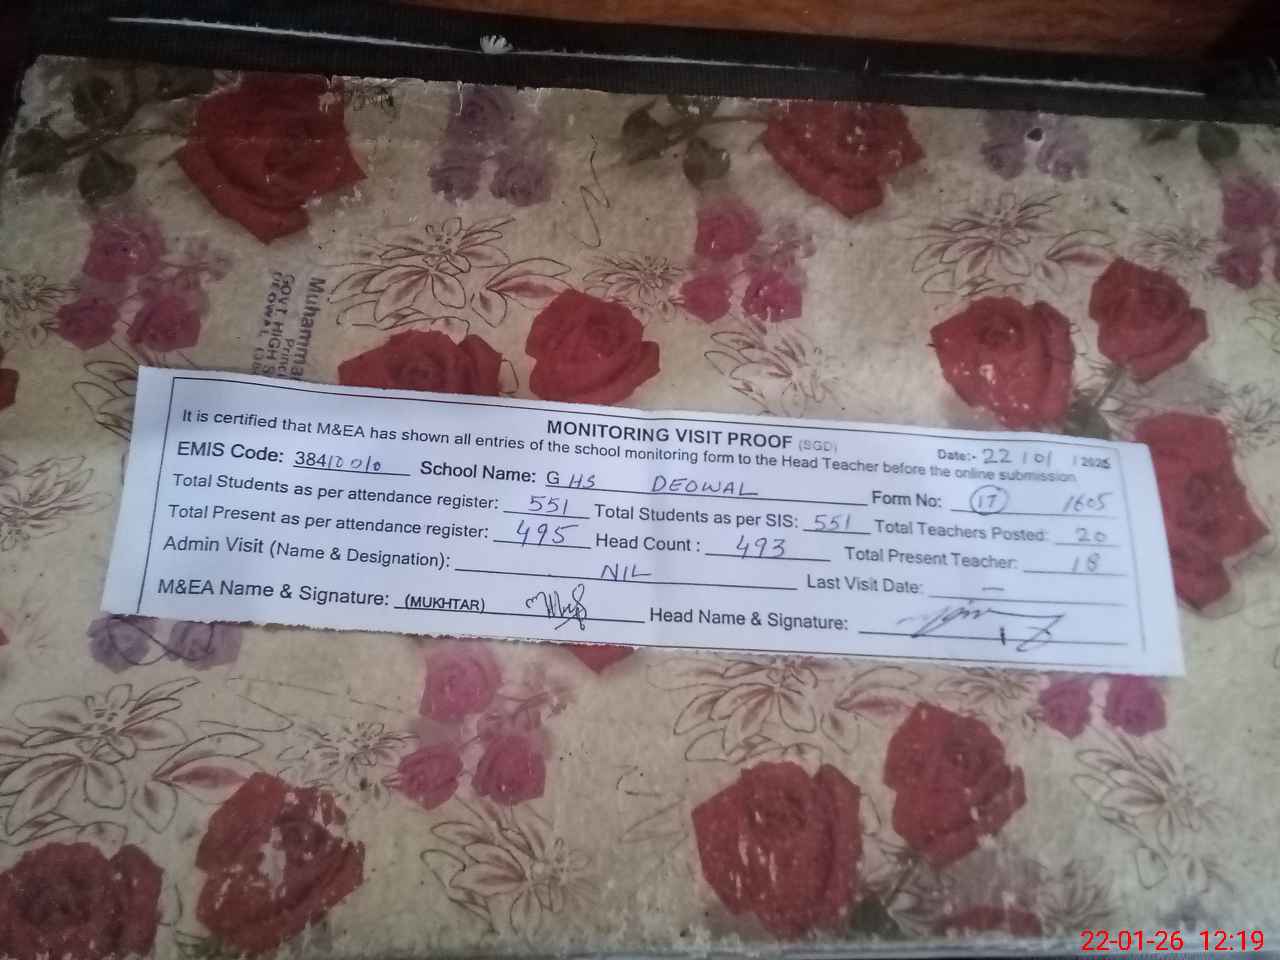 MONITORING VISIT PROOF (SGD)
Date:- 22/01/2026
It is certified that M&EA has shown all entries of the school monitoring form to the Head Teacher before the online submission
EMIS Code: 38410010 School Name: GHS DEOWAL Form No: 17 1605
Total Students as per attendance register: 551 Total Students as per SIS: 551 Total Teachers Posted: 20
Total Present as per attendance register: 495 Head Count : 493 Total Present Teacher: 18
Admin Visit (Name & Designation): NIL Last Visit Date: —
M&EA Name & Signature: (MUKHTAR) Head Name & Signature:
GOVT HIGH
22-01-26 12:19